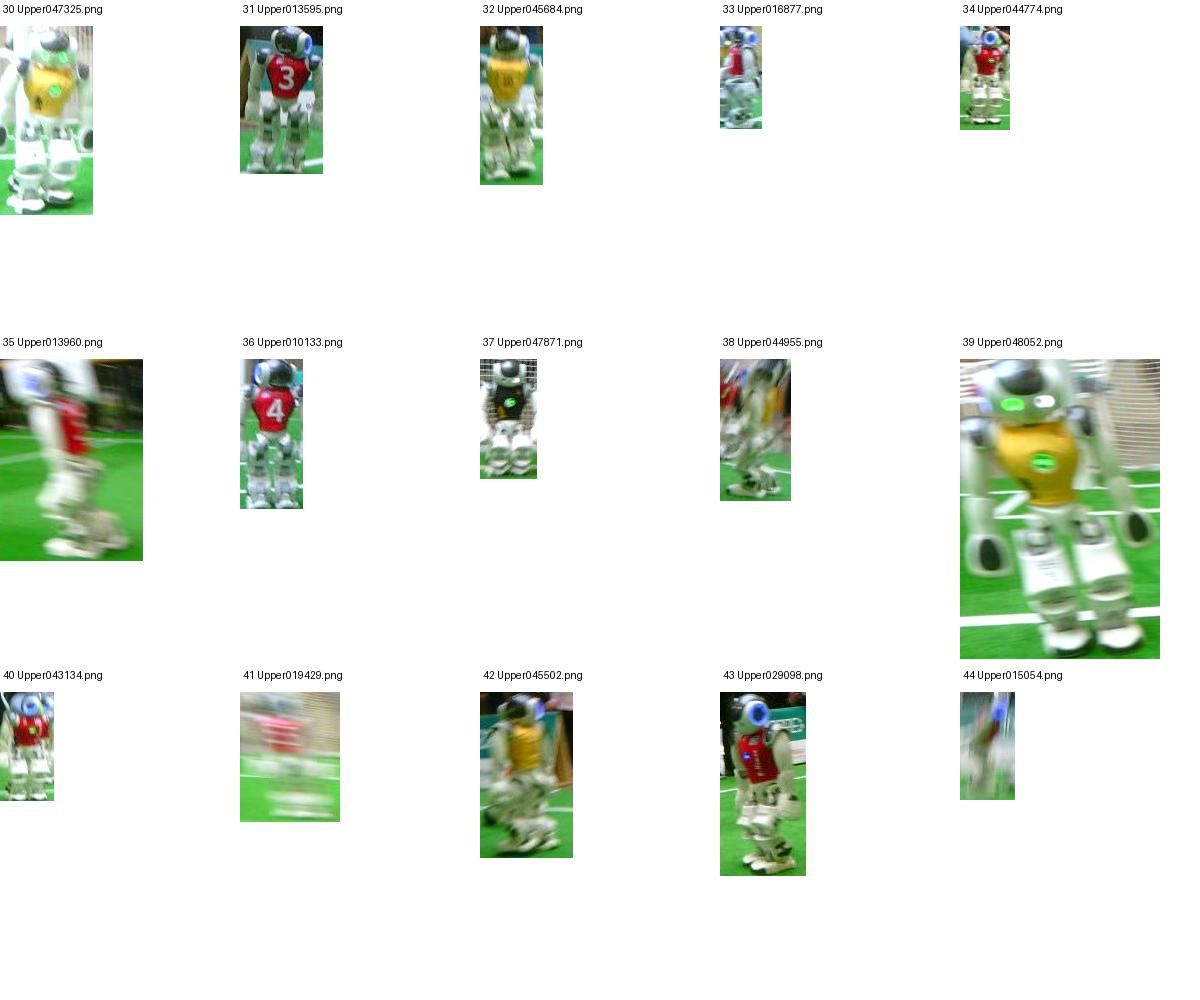 30 Upper047325.png
31 Upper013595.png
32 Upper045684.png
33 Upper016877.png
34 Upper044774.png
3
35 Upper013960.png
36 Upper010133.png
37 Upper047871.png
38 Upper044955.png
39 Upper048052.png
4
40 Upper043134.png
41 Upper019429.png
42 Upper045502.png
43 Upper029098.png
44 Upper015054.png